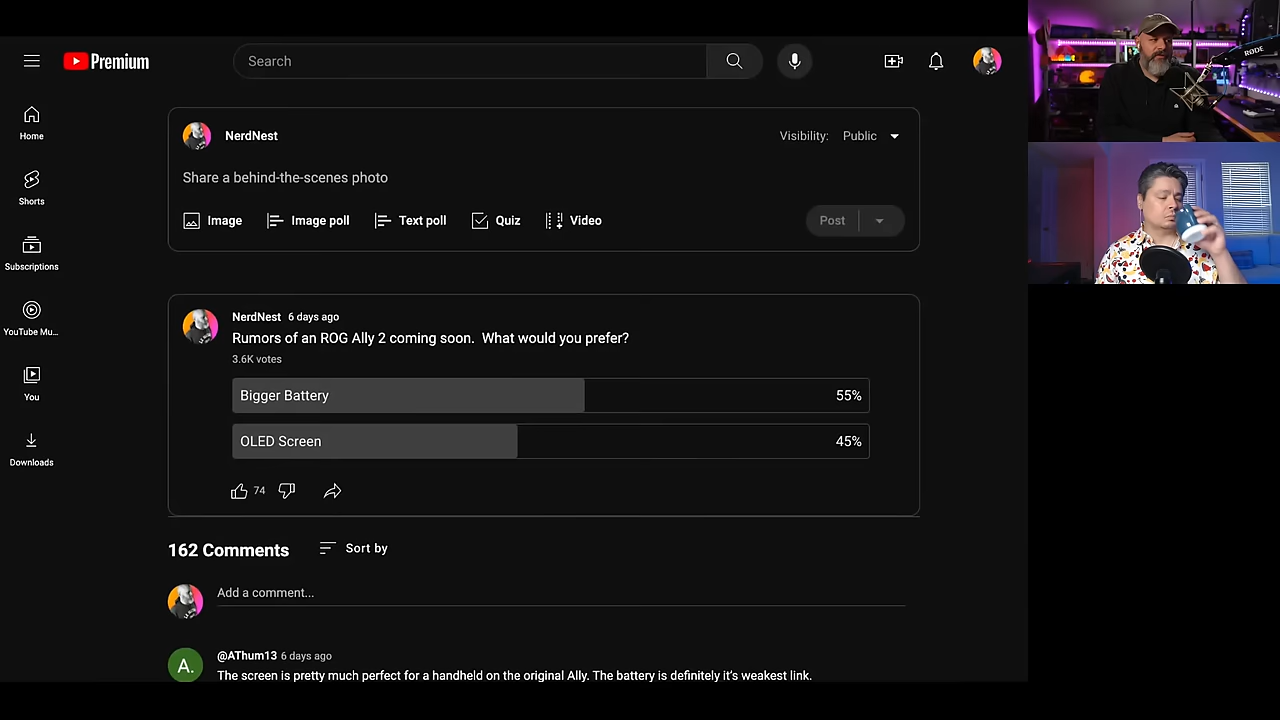 Premium
Search
RODE
Home
NerdNest
Visibility: Public
Share a behind-the-scenes photo
Shorts
Image
Image poll
Text poll
Quiz
Video
Post
Subscriptions
NerdNest 6 days ago
YouTube Mu...
Rumors of an ROG Ally 2 coming soon.  What would you prefer?
3.6K votes
Bigger Battery 55%
You
OLED Screen 45%
Downloads
74
162 Comments
Sort by
Add a comment...
A.
@AThum13 6 days ago
The screen is pretty much perfect for a handheld on the original Ally. The battery is definitely it's weakest link.